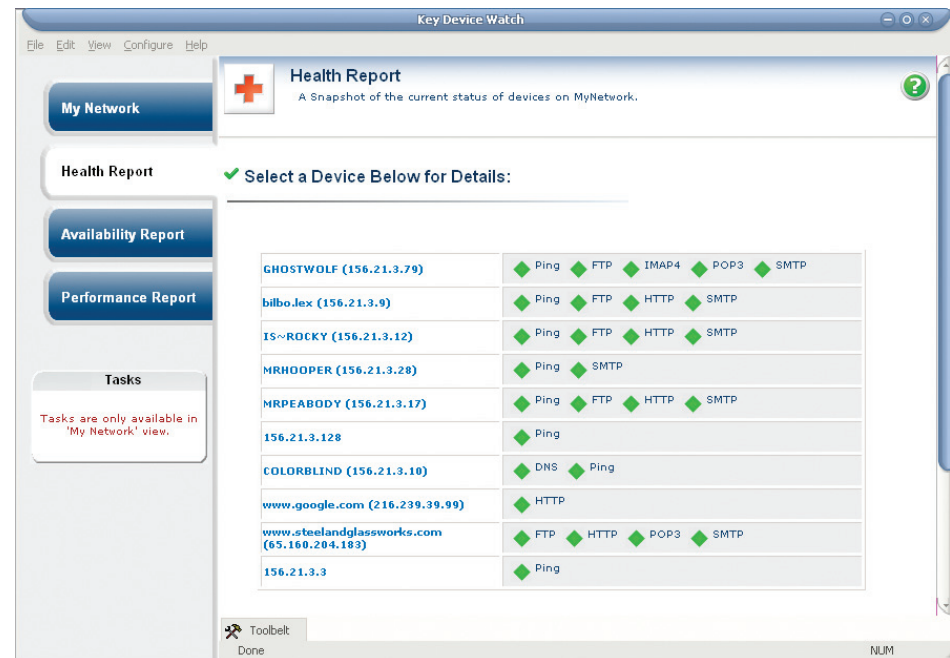 Key Device Watch
File Edit View Configure Help
My Network
Health Report
Availability Report
Performance Report
Tasks
Tasks are only available in
'My Network' view.
Health Report
A Snapshot of the current status of devices on MyNetwork.
?
Select a Device Below for Details:
GHOSTWOLF (156.21.3.79) Ping FTP IMAP4 POP3 SMTP
bilbo.lex (156.21.3.9) Ping FTP HTTP SMTP
IS~ROCKY (156.21.3.12) Ping FTP HTTP SMTP
MRHOOPER (156.21.3.28) Ping SMTP
MRPEABODY (156.21.3.17) Ping FTP HTTP SMTP
156.21.3.128 Ping
COLORBLIND (156.21.3.10) DNS Ping
www.google.com (216.239.39.99) HTTP
www.steelandglassworks.com
(65.160.204.183) FTP HTTP POP3 SMTP
156.21.3.3 Ping
Toolbelt
Done NUM